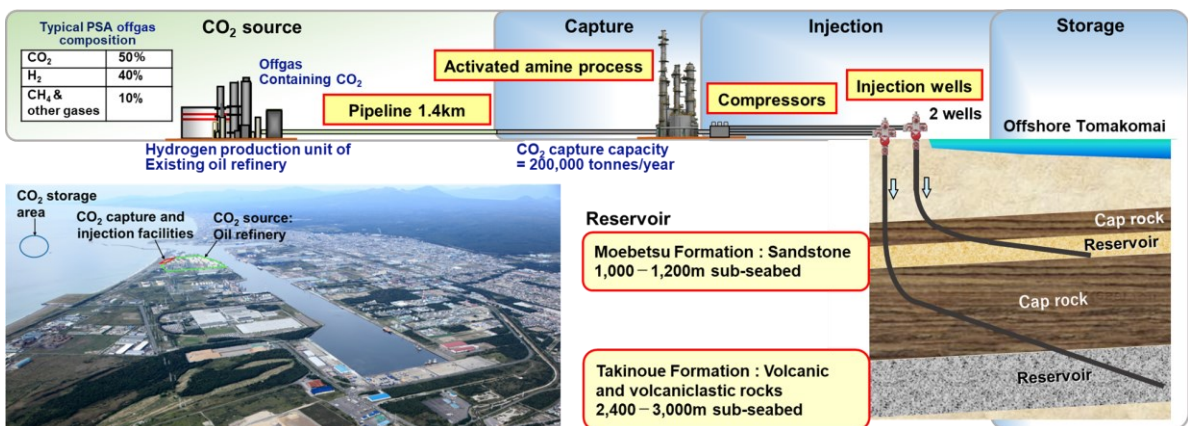 Typical PSA offgas
composition
CO₂ 50%
H₂ 40%
CH₄ &
other gases 10%
CO₂ source
Offgas
Containing CO₂
Pipeline 1.4km
Hydrogen production unit of
Existing oil refinery
Capture
Activated amine process
CO₂ capture capacity
= 200,000 tonnes/year
Injection
Compressors
Injection wells
2 wells
Storage
Offshore Tomakomai
CO₂ storage
area
CO₂ capture and
injection facilities
CO₂ source:
Oil refinery
Reservoir
Moebetsu Formation : Sandstone
1,000－1,200m sub-seabed
Takinoue Formation : Volcanic
and volcaniclastic rocks
2,400－3,000m sub-seabed
Cap rock
Reservoir
Cap rock
Reservoir